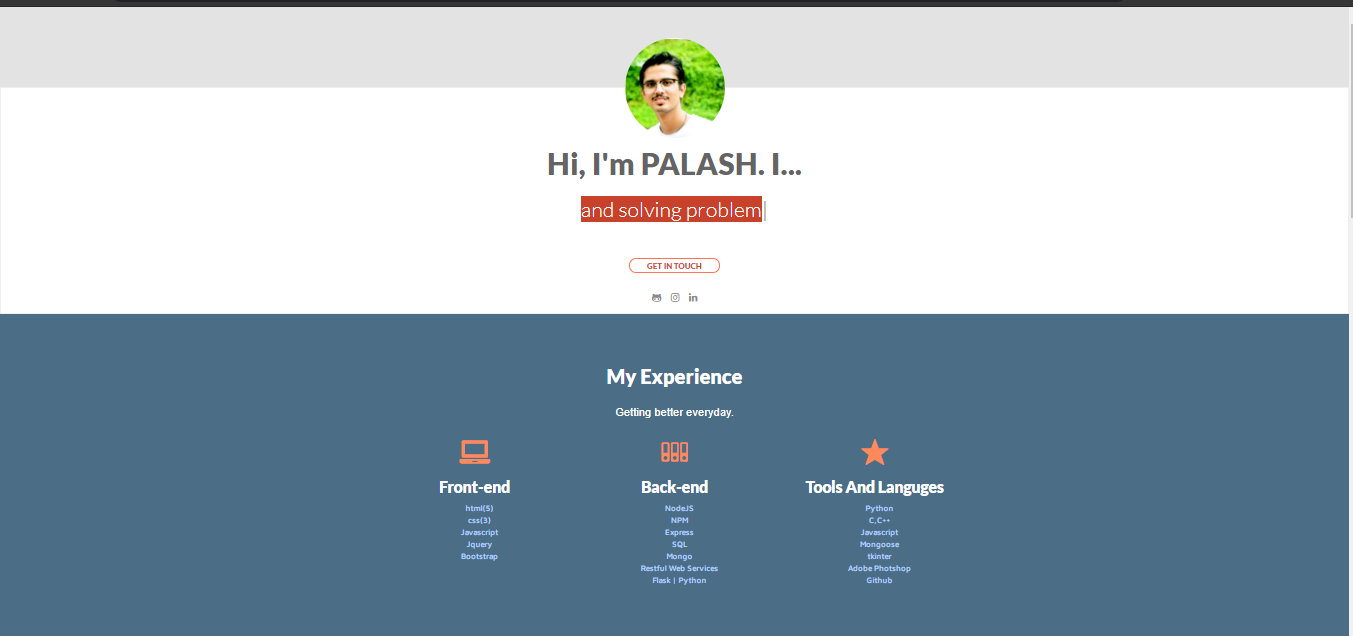 Hi, I'm PALASH. I...
and solving problem
GET IN TOUCH
My Experience
Getting better everyday.
Front-end
html(5)
css(3)
Javascript
Jquery
Bootstrap
Back-end
NodeJS
NPM
Express
SQL
Mongo
Restful Web Services
Flask | Python
Tools And Languges
Python
C,C++
Javascript
Mongoose
tkinter
Adobe Photshop
Github